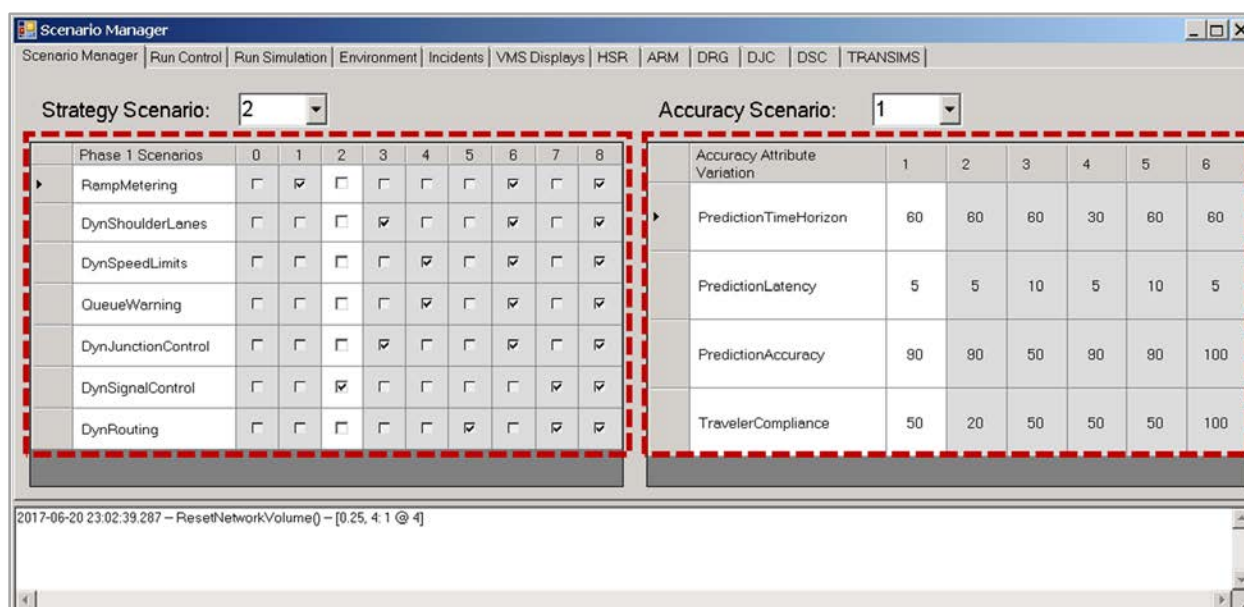 Scenario Manager
Scenario Manager Run Control Run Simulation Environment Incidents VMS Displays HSR ARM DRG DJC DSC TRANSIMS
Strategy Scenario: 2 Accuracy Scenario: 1
Phase 1 Scenarios 0 1 2 3 4 5 6 7 8
RampMetering
DynShoulderLanes
DynSpeedLimits
QueueWarning
DynJunctionControl
DynSignalControl
DynRouting
Accuracy Attribute
Variation 1 2 3 4 5 6
PredictionTimeHorizon 60 60 60 30 60 60
PredictionLatency 5 5 10 5 10 5
PredictionAccuracy 90 90 50 90 90 100
TravelerCompliance 50 20 50 50 50 100
2017-06-20 23:02:39.287 – ResetNetworkVolume() – [0.25, 4: 1 @ 4]